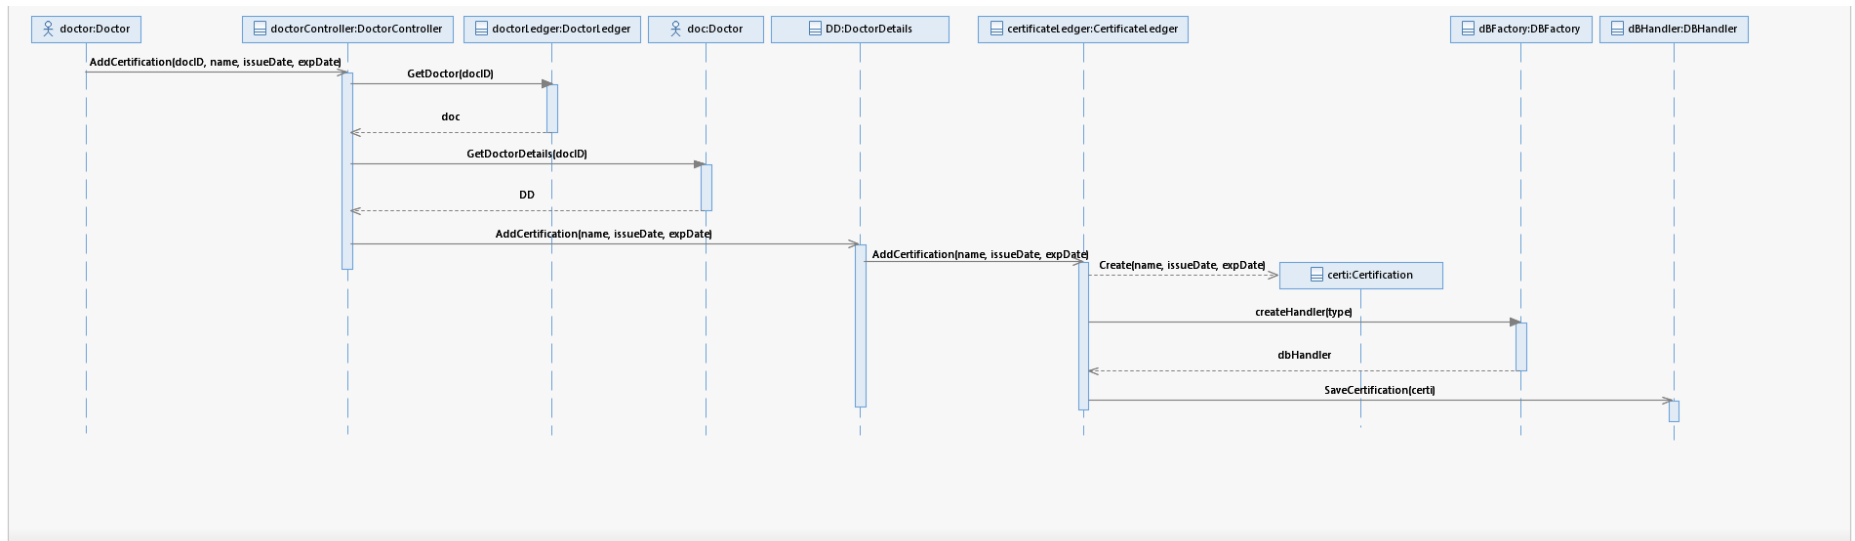 doctor:Doctor
doctorController:DoctorController
doctorLedger:DoctorLedger
doc:Doctor
DD:DoctorDetails
certificateLedger:CertificateLedger
dBFactory:DBFactory
dBHandler:DBHandler
AddCertification(docID, name, issueDate, expDate)
GetDoctor(docID)
doc
GetDoctorDetails(docID)
DD
AddCertification(name, issueDate, expDate)
AddCertification(name, issueDate, expDate)
Create(name, issueDate, expDate)
certi:Certification
createHandler(type)
dbHandler
SaveCertification(certi)